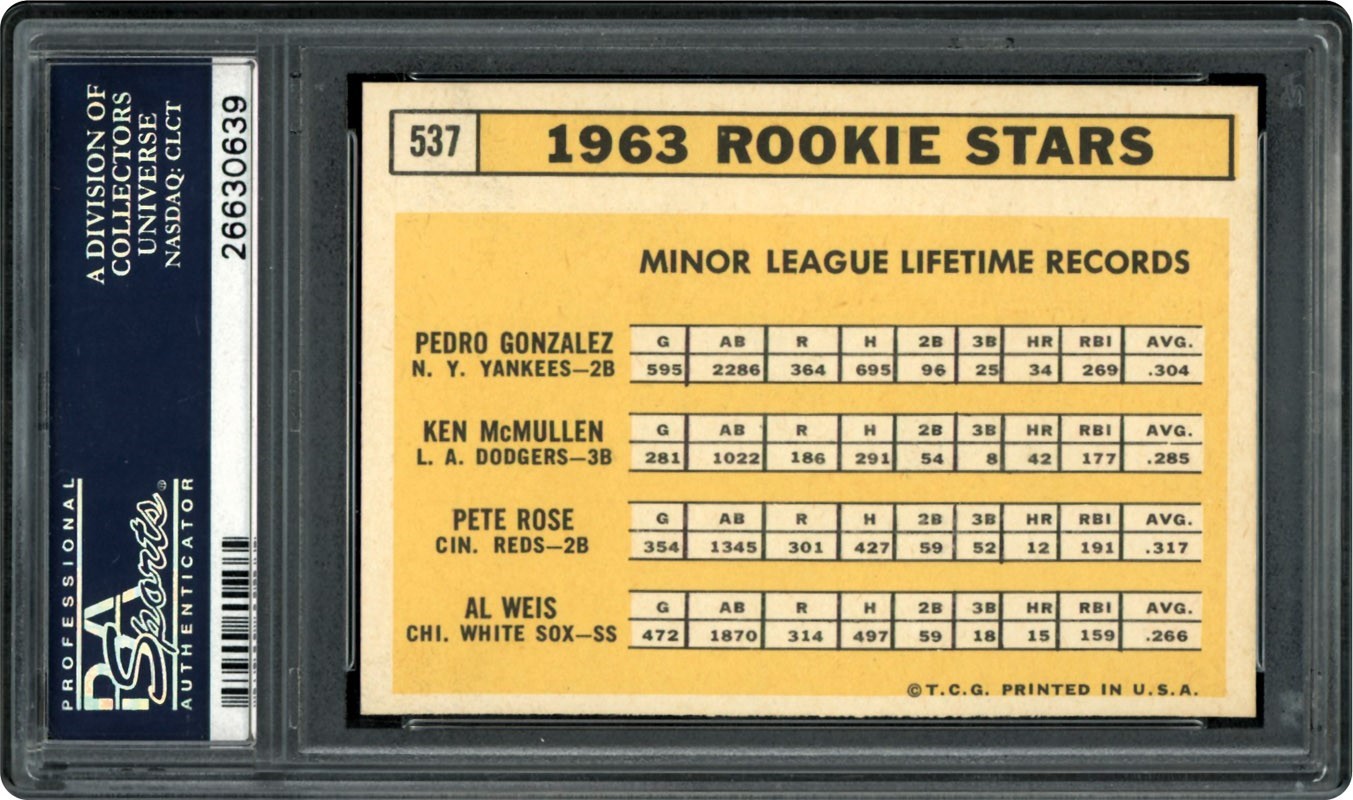 A DIVISION OF
COLLECTORS
UNIVERSE
NASDAQ: CLCT
26630639
PROFESSIONAL
PSA
Sports®
AUTHENTICATOR
537 1963 ROOKIE STARS
MINOR LEAGUE LIFETIME RECORDS
PEDRO GONZALEZ G AB R H 2B 3B HR RBI AVG.
N. Y. YANKEES—2B 595 2286 364 695 96 25 34 269 .304
KEN McMULLEN G AB R H 2B 3B HR RBI AVG.
L. A. DODGERS—3B 281 1022 186 291 54 8 42 177 .285
PETE ROSE G AB R H 2B 3B HR RBI AVG.
CIN. REDS—2B 354 1345 301 427 59 52 12 191 .317
AL WEIS G AB R H 2B 3B HR RBI AVG.
CHI. WHITE SOX—SS 472 1870 314 497 59 18 15 159 .266
©T.C.G. PRINTED IN U.S.A.